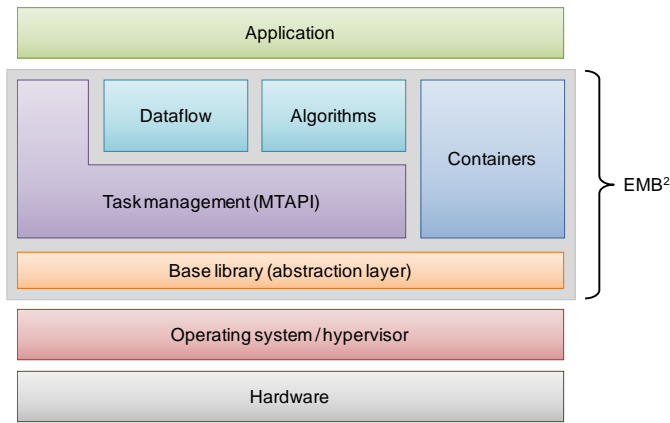 Application
Dataflow
Algorithms
Containers
Task management (MTAPI)
EMB²
Base library (abstraction layer)
Operating system / hypervisor
Hardware